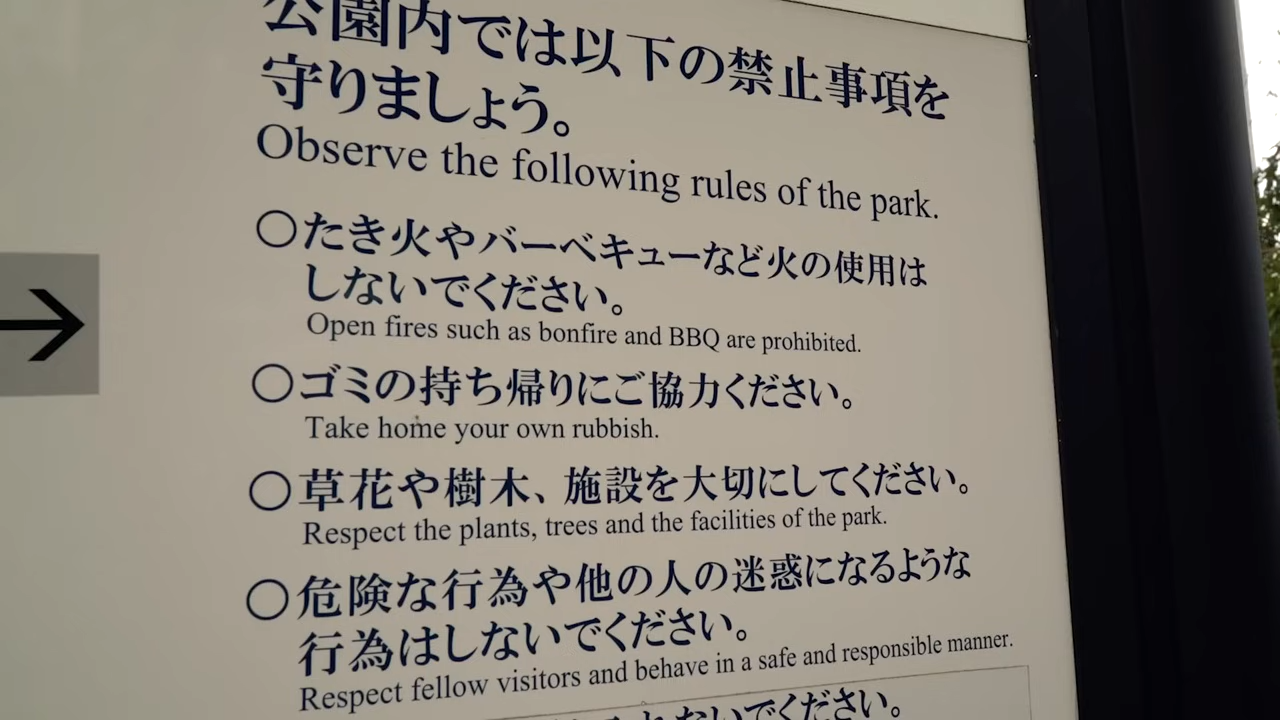 公園内では以下の禁止事項を
守りましょう。
Observe the following rules of the park.
○たき火やバーベキューなど火の使用は
しないでください。
Open fires such as bonfire and BBQ are prohibited.
○ゴミの持ち帰りにご協力ください。
Take home your own rubbish.
○草花や樹木、施設を大切にしてください。
Respect the plants, trees and the facilities of the park.
○危険な行為や他の人の迷惑になるような
行為はしないでください。
Respect fellow visitors and behave in a safe and responsible manner.
ないでください。